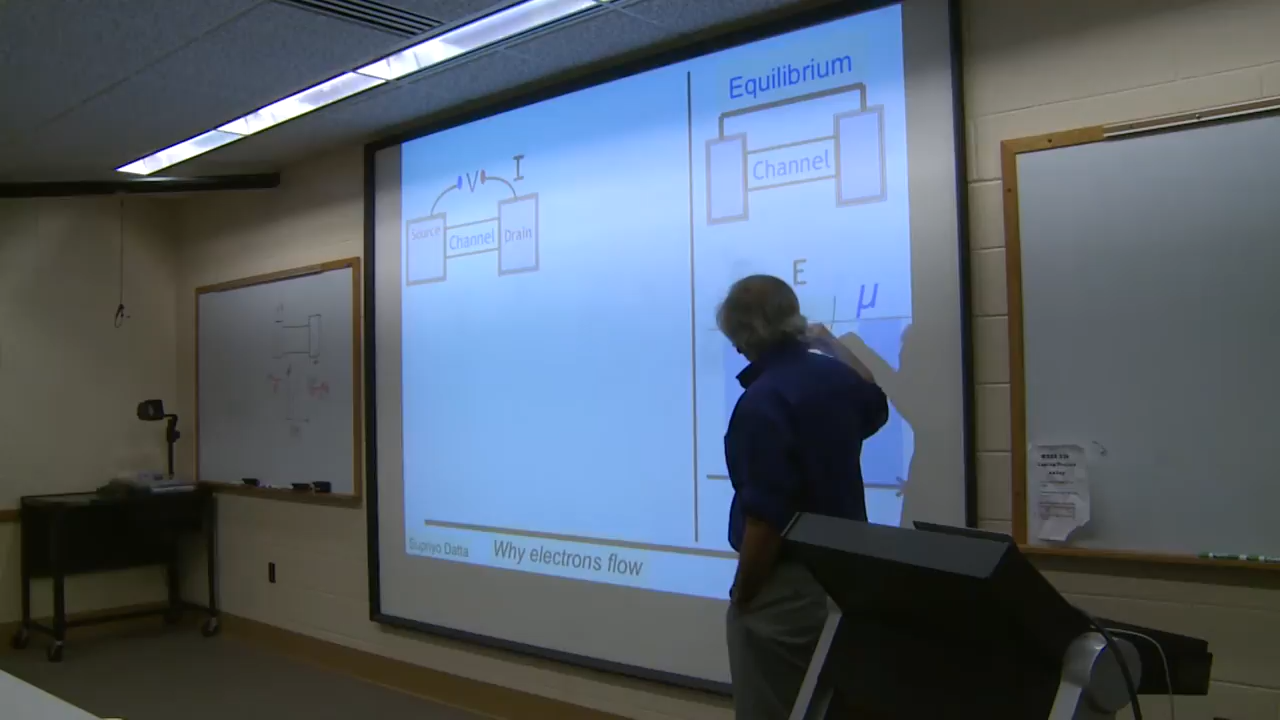 Equilibrium
Channel
V I
Source Channel Drain
E
μ
Supriyo Datta
Why electrons flow